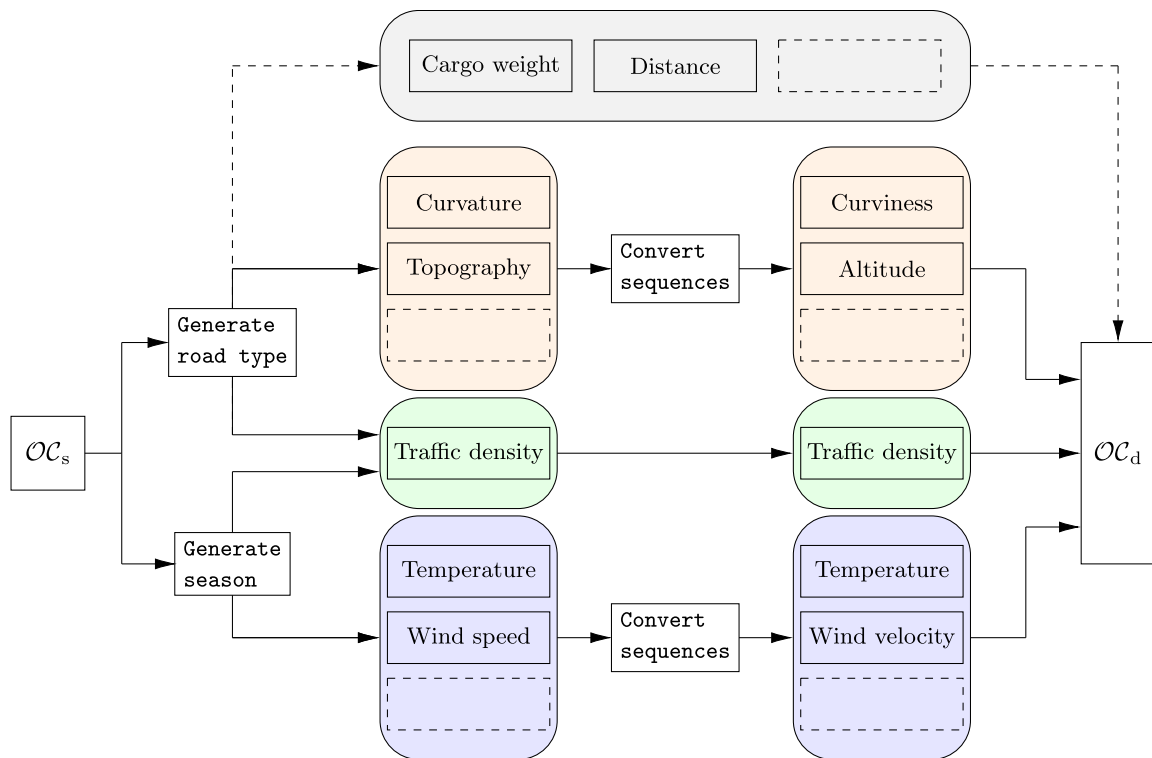 Cargo weight
Distance
Curvature
Topography
Convert
sequences
Curviness
Altitude
Generate
road type
𝒪𝒞s
Traffic density
Traffic density
𝒪𝒞d
Generate
season
Temperature
Wind speed
Convert
sequences
Temperature
Wind velocity